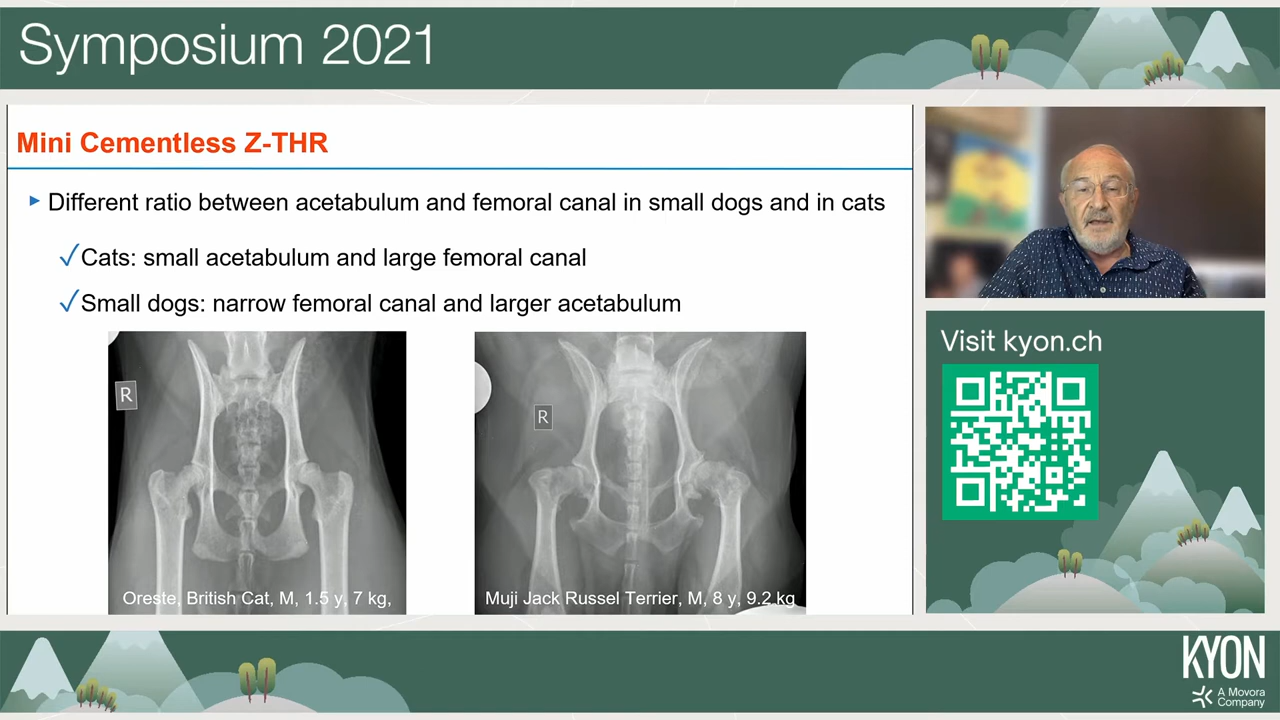 Symposium 2021
Mini Cementless Z-THR
Different ratio between acetabulum and femoral canal in small dogs and in cats
✓Cats: small acetabulum and large femoral canal
✓Small dogs: narrow femoral canal and larger acetabulum
R
Oreste, British Cat, M, 1.5 y, 7 kg,
R
Muji Jack Russel Terrier, M, 8 y, 9.2 kg
Visit kyon.ch
KYON
A Movora
Company